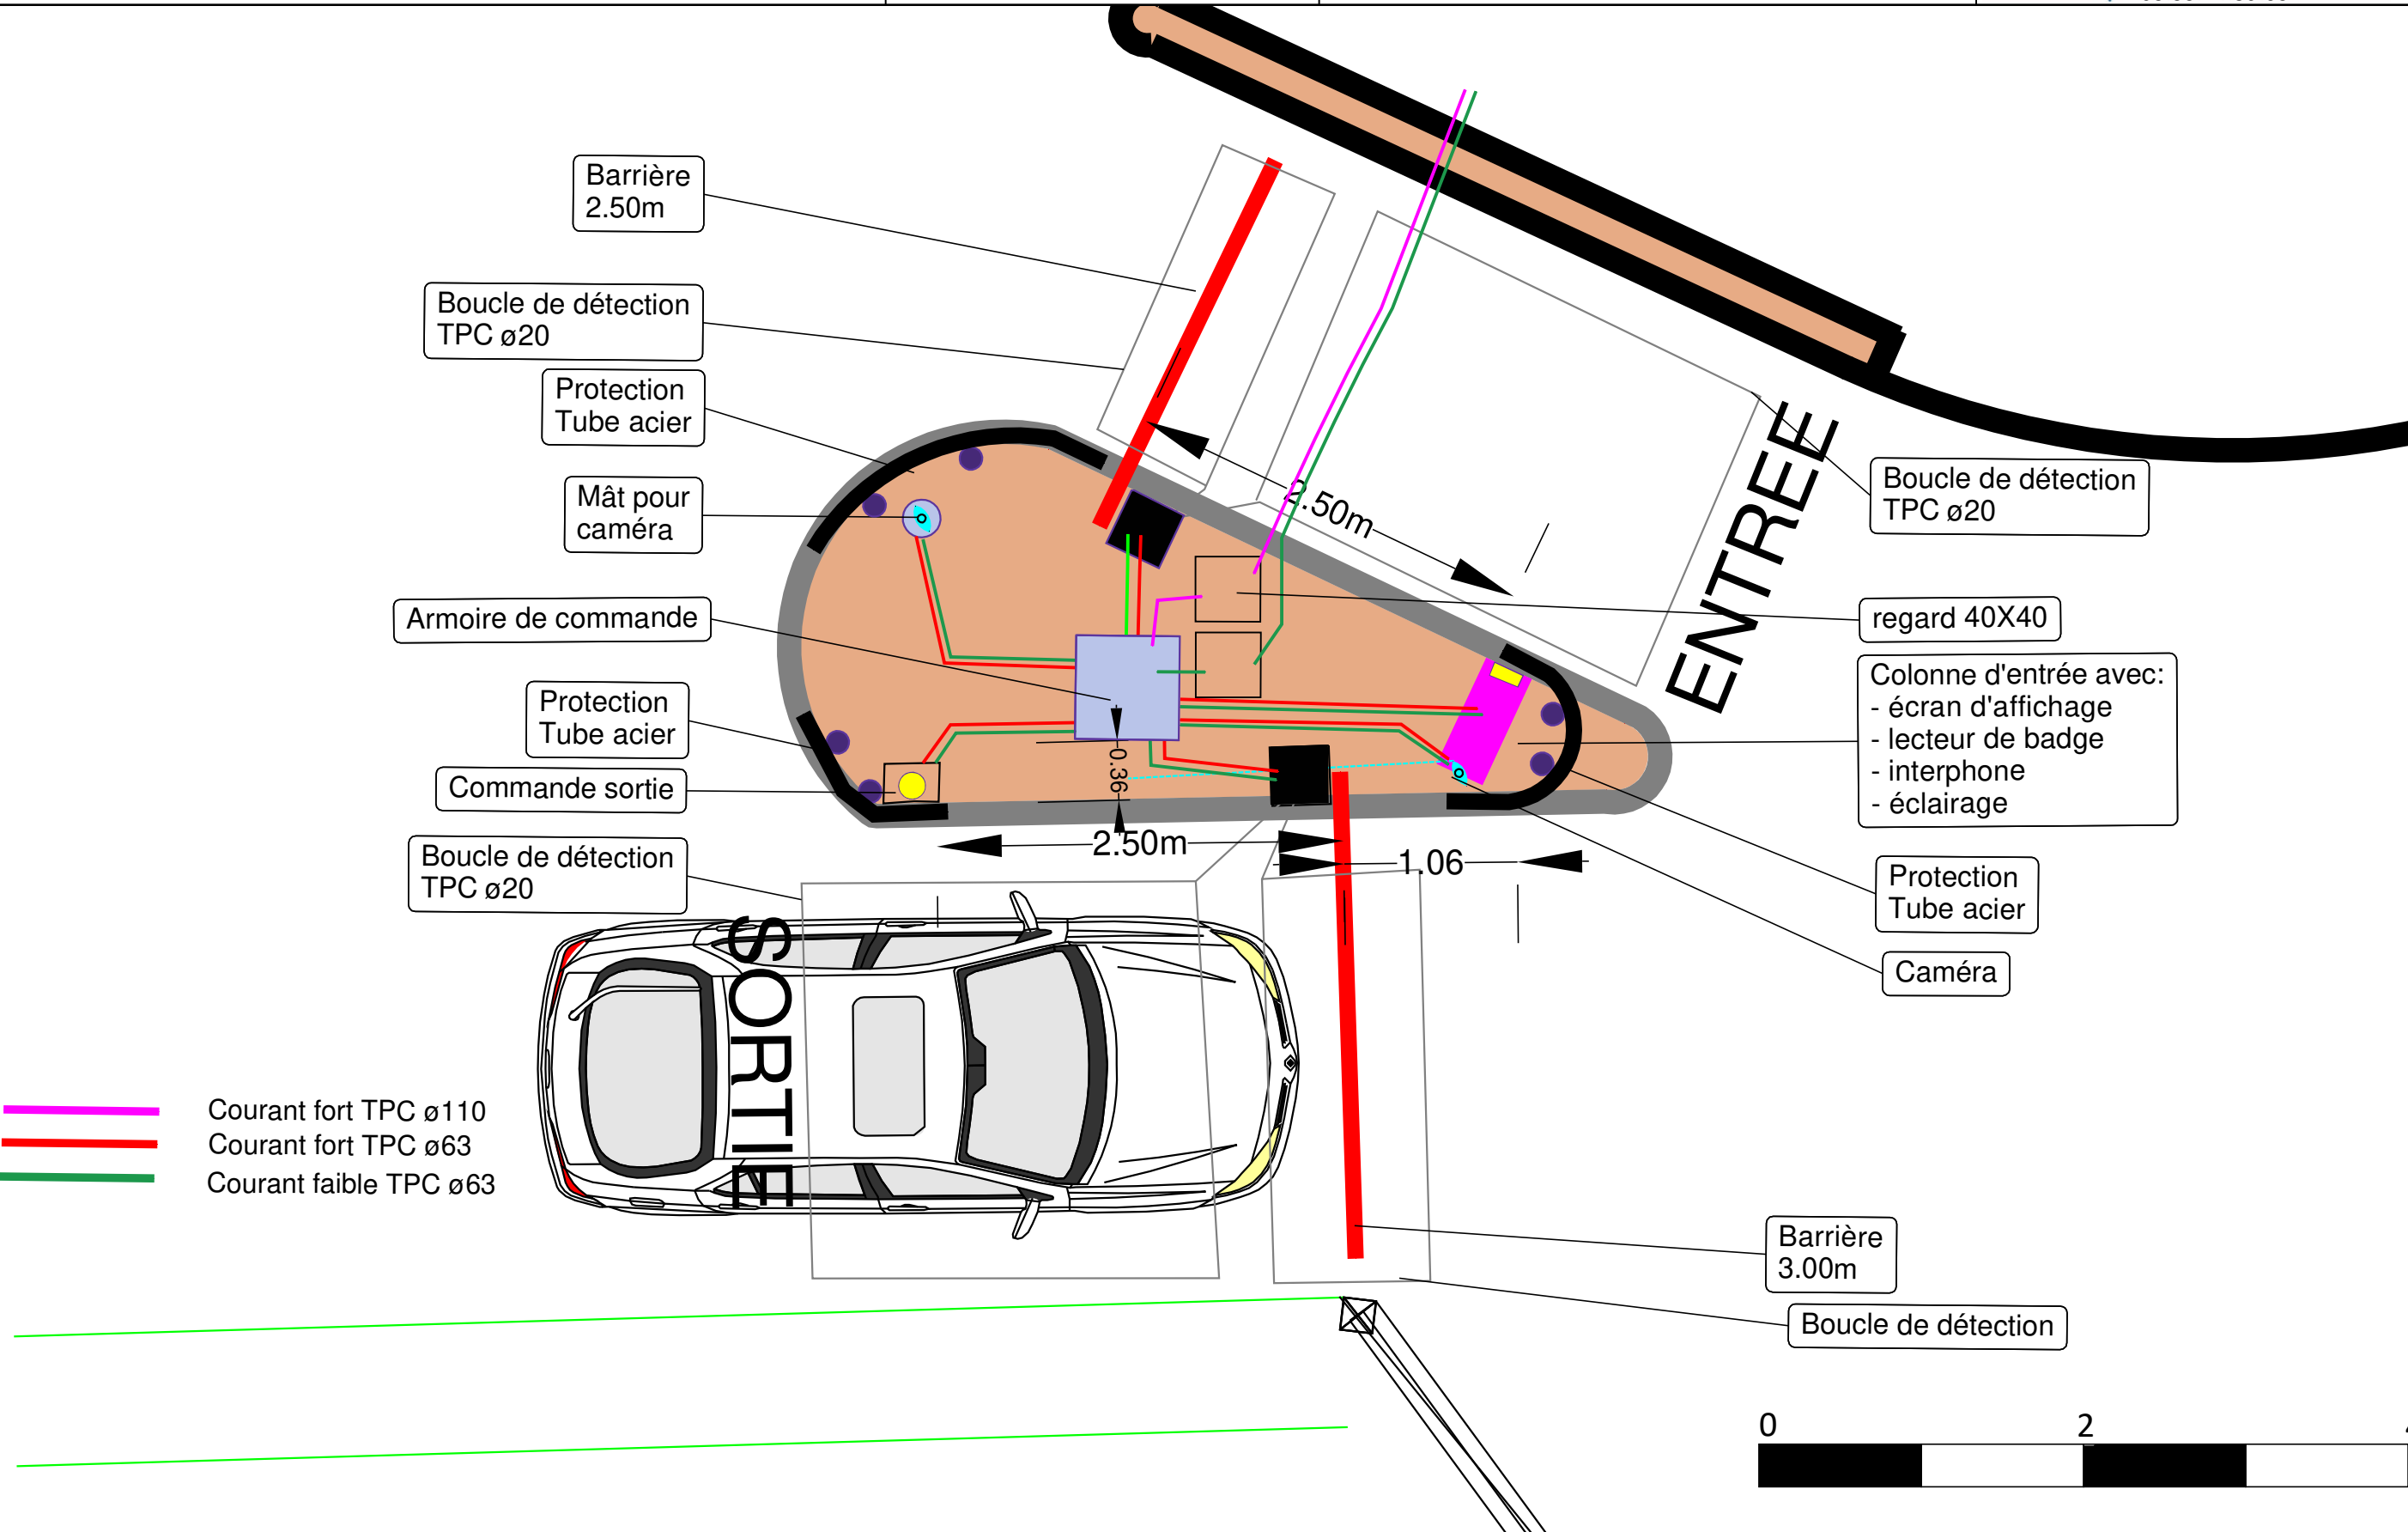 Barrière
2.50m
Boucle de détection
TPC ø20
Protection
Tube acier
Mât pour
caméra
Armoire de commande
Protection
Tube acier
Commande sortie
Boucle de détection
TPC ø20
2.50m
ENTREE
Boucle de détection
TPC ø20
regard 40X40
Colonne d'entrée avec:
- écran d'affichage
- lecteur de badge
- interphone
- éclairage
0.36
2.50m
1.06
Protection
Tube acier
Caméra
SORTIE
Courant fort TPC ø110
Courant fort TPC ø63
Courant faible TPC ø63
Barrière
3.00m
Boucle de détection
0 2